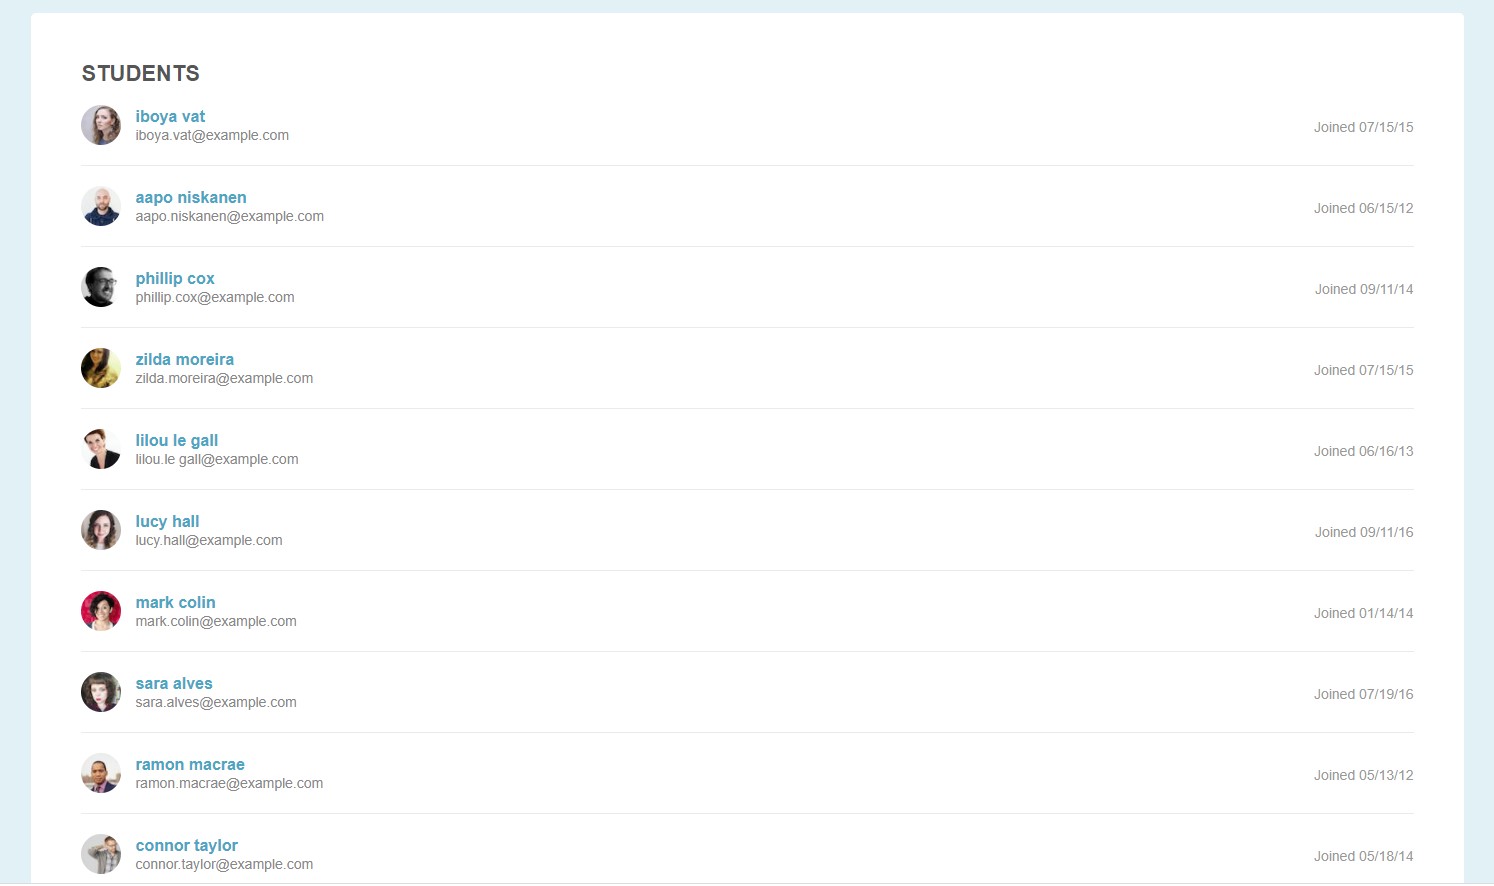 STUDENTS
iboya vat
iboya.vat@example.com
Joined 07/15/15
aapo niskanen
aapo.niskanen@example.com
Joined 06/15/12
phillip cox
phillip.cox@example.com
Joined 09/11/14
zilda moreira
zilda.moreira@example.com
Joined 07/15/15
lilou le gall
lilou.le gall@example.com
Joined 06/16/13
lucy hall
lucy.hall@example.com
Joined 09/11/16
mark colin
mark.colin@example.com
Joined 01/14/14
sara alves
sara.alves@example.com
Joined 07/19/16
ramon macrae
ramon.macrae@example.com
Joined 05/13/12
connor taylor
connor.taylor@example.com
Joined 05/18/14